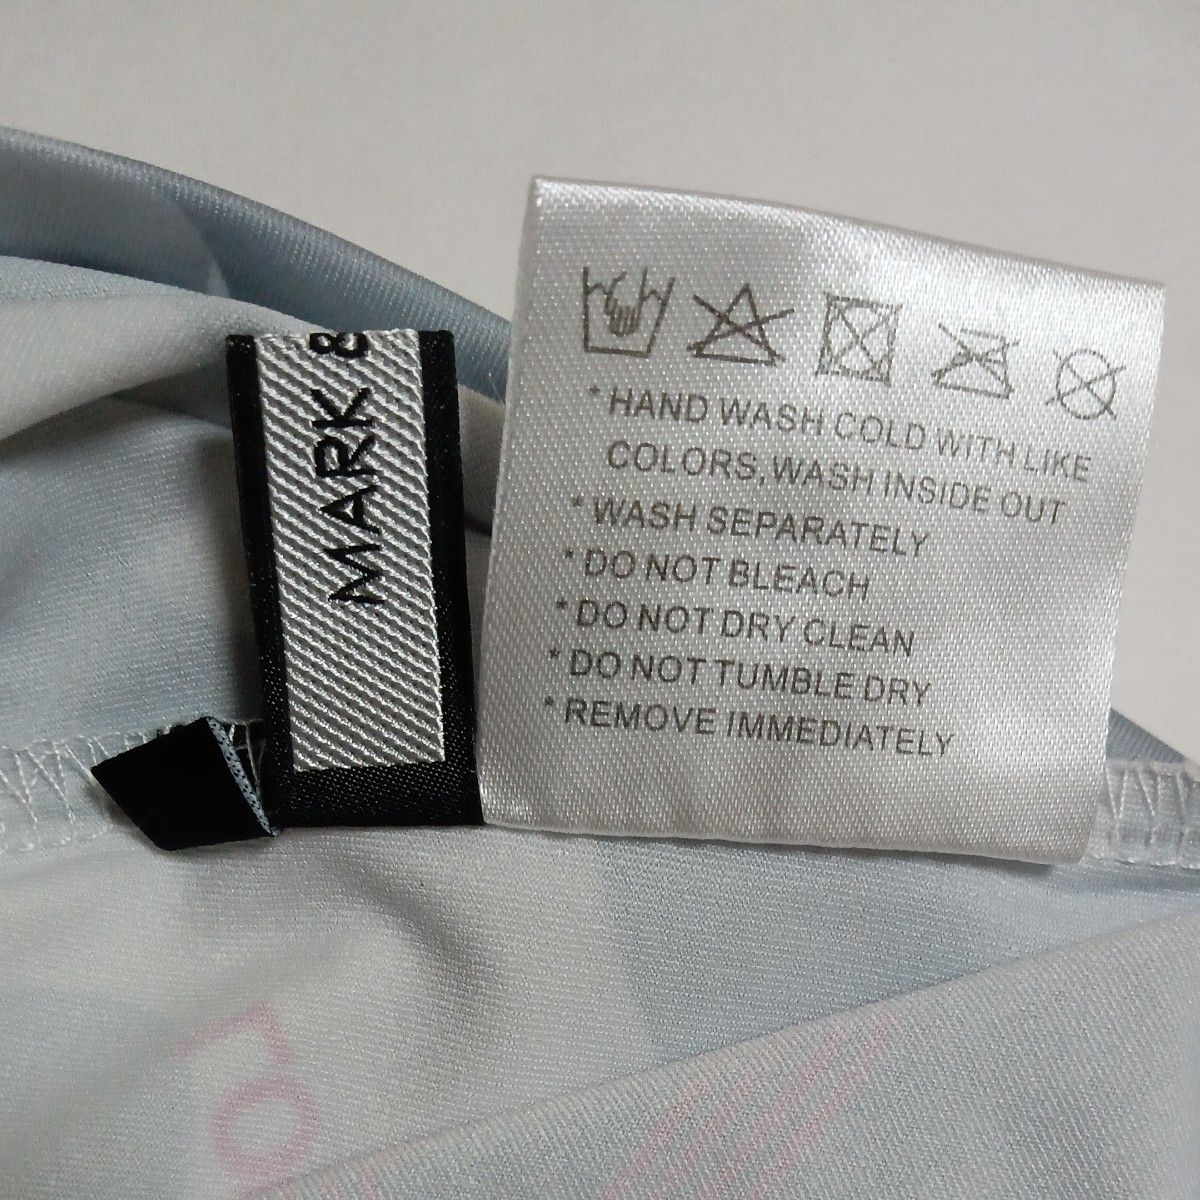 MARK &
* HAND WASH COLD WITH LIKE
COLORS,WASH INSIDE OUT
* WASH SEPARATELY
* DO NOT BLEACH
* DO NOT DRY CLEAN
* DO NOT TUMBLE DRY
* REMOVE IMMEDIATELY